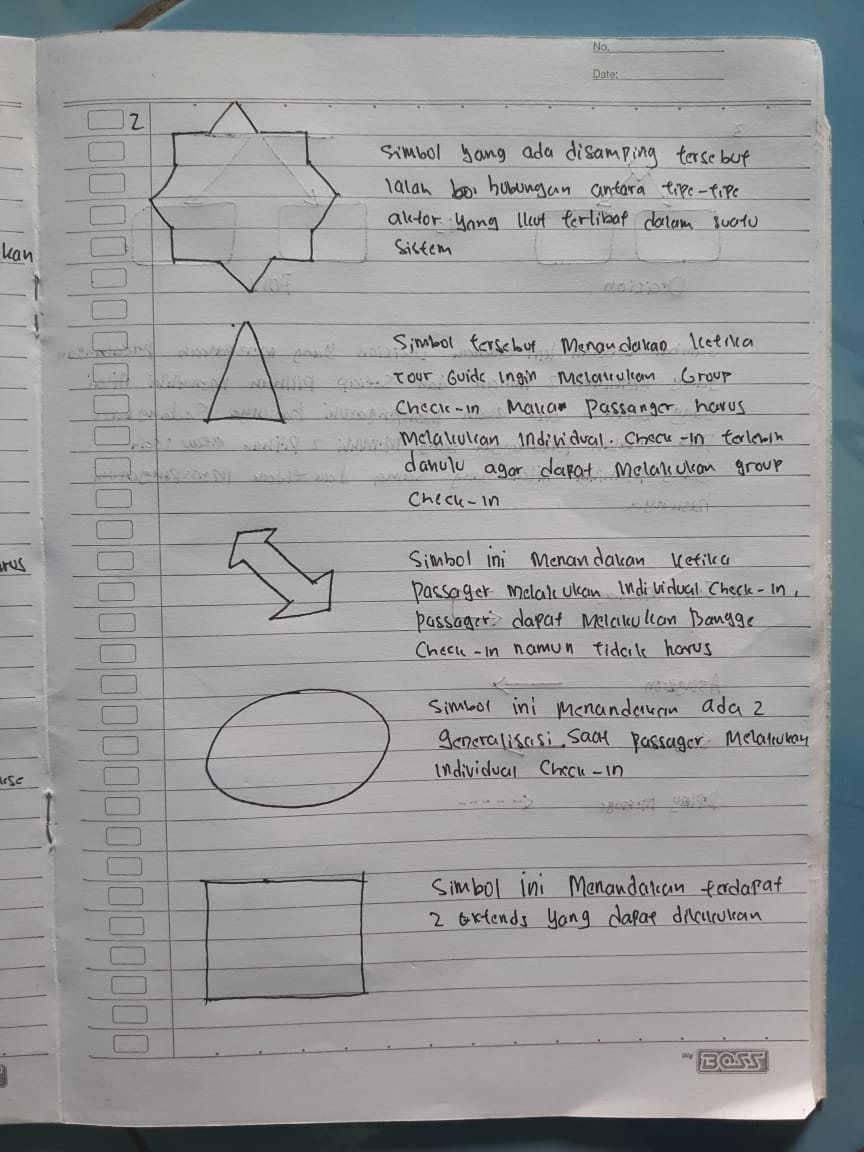 No.
Date:
2
Simbol yang ada disamping tersebut
ialah hubungan antara tipe-tipe
aktor yang ikut terlibat dalam suatu
Sistem
kan
Simbol tersebut Menandakan ketika
Tour Guide ingin Melakukan Group
Check-in Maka Passanger harus
Melakukan Individual Check-in terlebih
dahulu agar dapat Melakukan group
Check-in
rus
Simbol ini Menandakan ketika
Passager Melakukan Individual Check-in,
Passager dapat Melakukan Bangge
Check-in namun tidak harus
Simbol ini Menandakan ada 2
generalisasi saat Passager Melakukan
Individual Check-in
Simbol ini Menandakan terdapat
2 extends yang dapat dilakukan
by BOSS